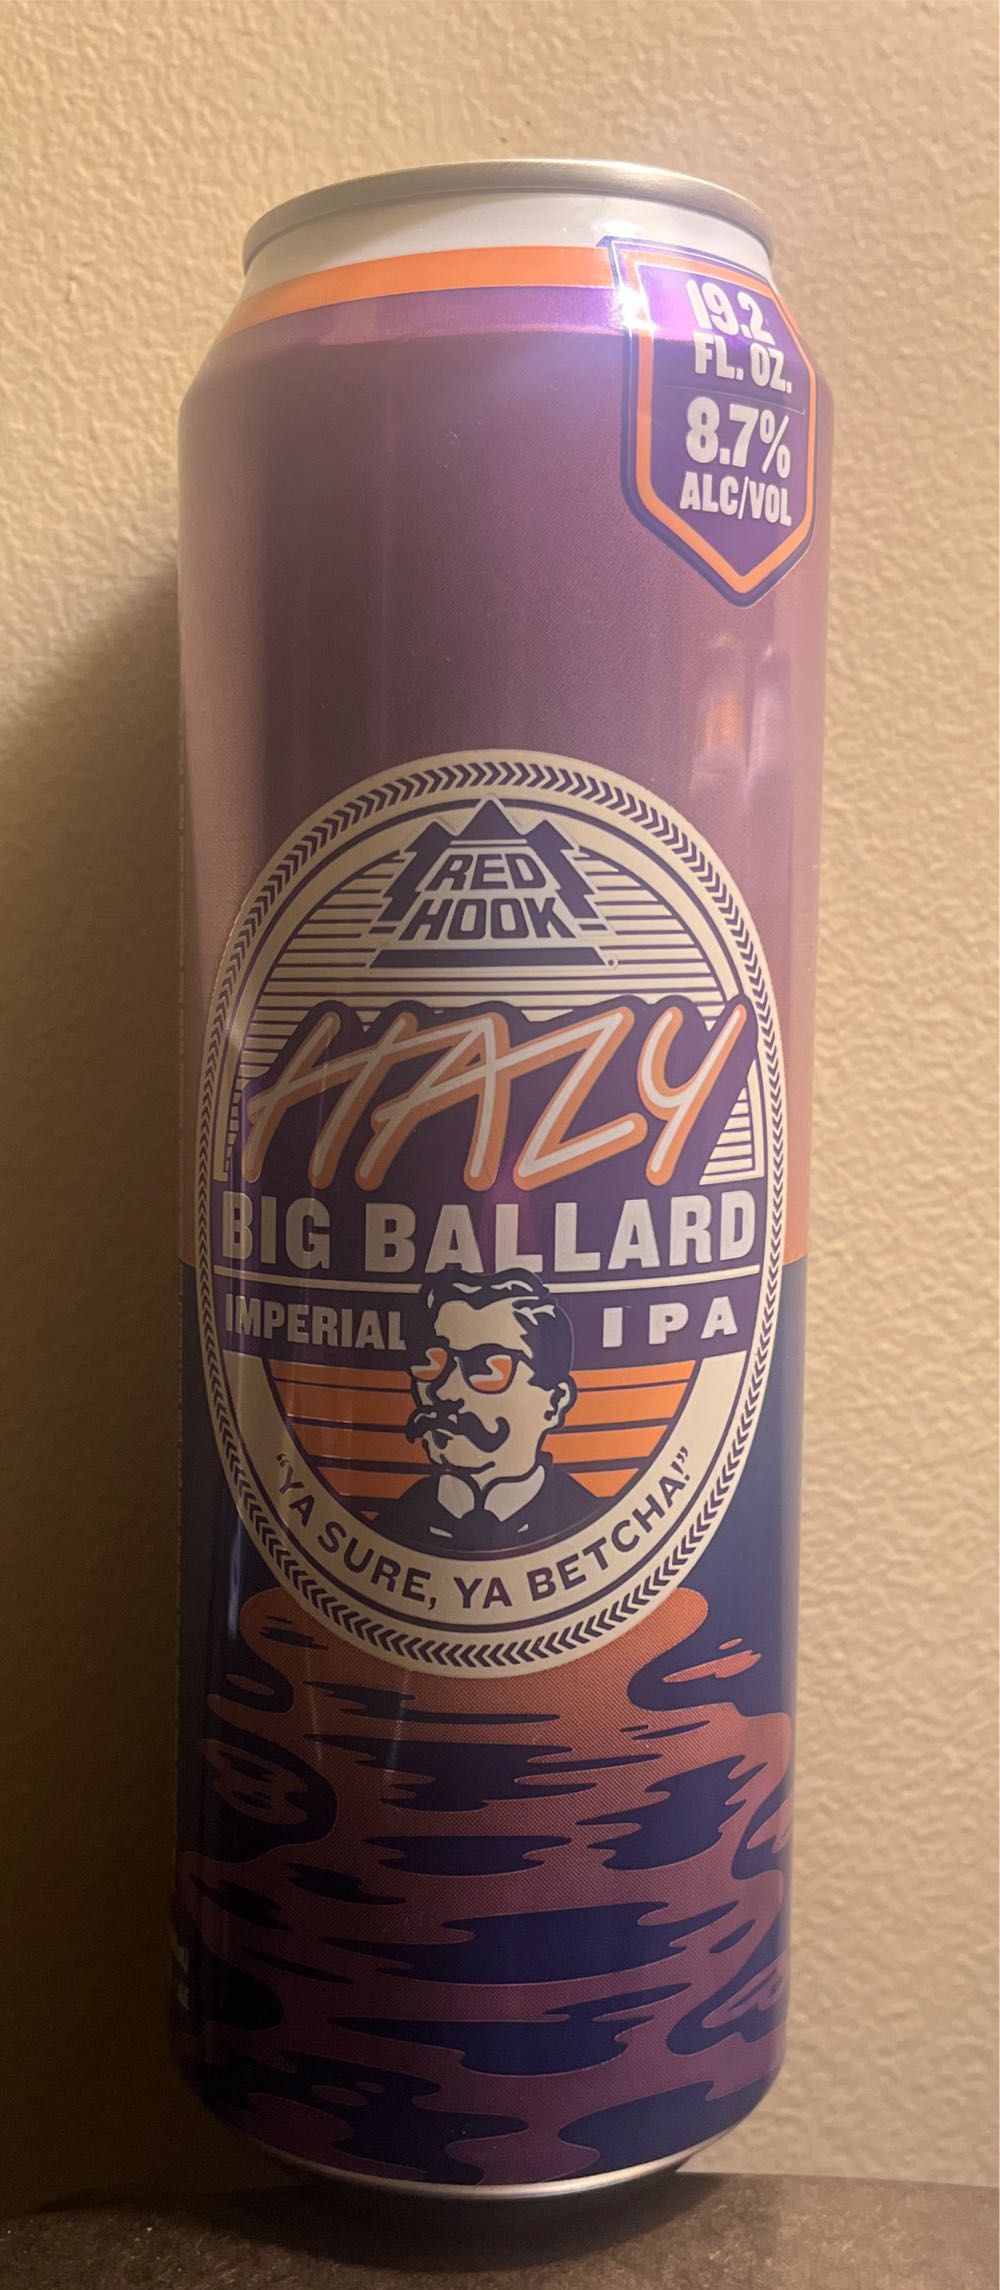 19.2
FL. OZ.
8.7%
ALC/VOL
RED
HOOK
HAZY
BIG BALLARD
IMPERIAL IPA
"YA SURE, YA BETCHA!"